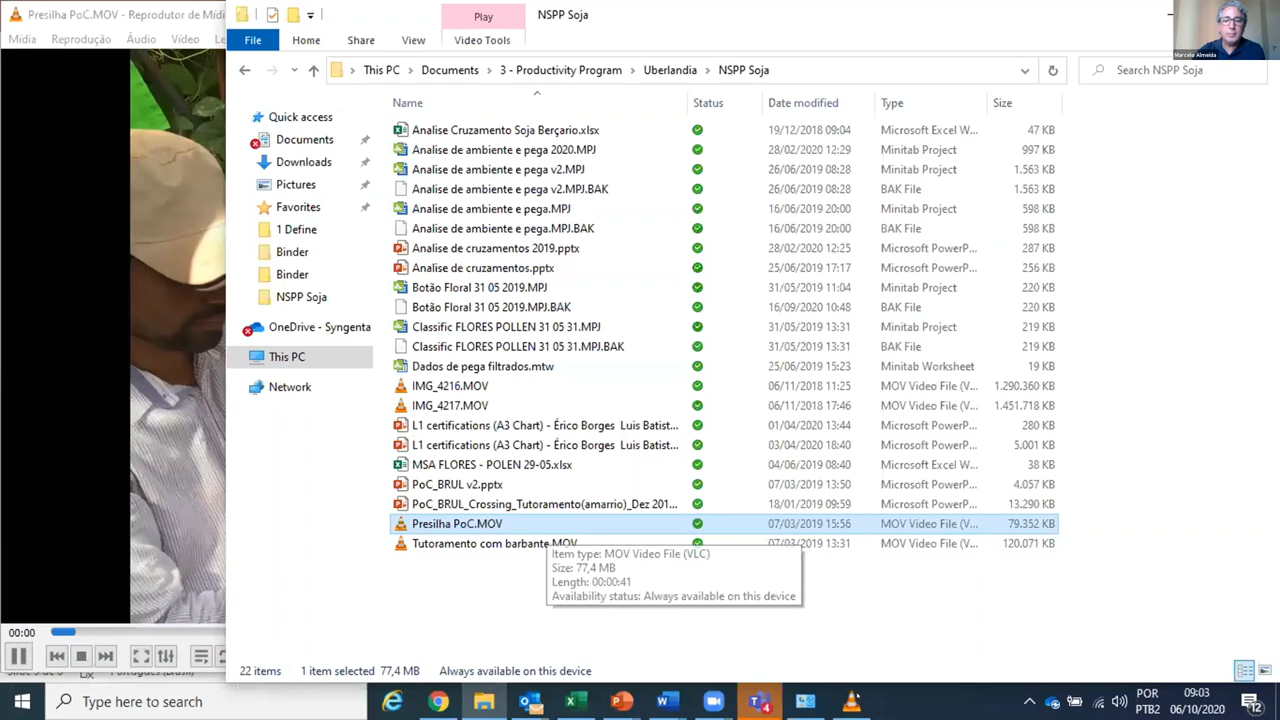 Presilha PoC.MOV - Reprodutor de Mídi
Mídia Reprodução Áudio Vídeo Le
00:00
Play NSPP Soja
File Home Share View Video Tools
This PC > Documents > 3 - Productivity Program > Uberlandia > NSPP Soja
Search NSPP Soja
Marcelo Almeida
Quick access
Documents
Downloads
Pictures
Favorites
1 Define
Binder
Binder
NSPP Soja
OneDrive - Syngenta
This PC
Network
Name Status Date modified Type Size
Analise Cruzamento Soja Berçario.xlsx 19/12/2018 09:04 Microsoft Excel W... 47 KB
Analise de ambiente e pega 2020.MPJ 28/02/2020 12:29 Minitab Project 997 KB
Analise de ambiente e pega v2.MPJ 26/06/2019 08:28 Minitab Project 1.563 KB
Analise de ambiente e pega v2.MPJ.BAK 26/06/2019 08:28 BAK File 1.563 KB
Analise de ambiente e pega.MPJ 16/06/2019 20:00 Minitab Project 598 KB
Analise de ambiente e pega.MPJ.BAK 16/06/2019 20:00 BAK File 598 KB
Analise de cruzamentos 2019.pptx 28/02/2020 12:25 Microsoft PowerP... 287 KB
Analise de cruzamentos.pptx 25/06/2019 17:17 Microsoft PowerP... 256 KB
Botão Floral 31 05 2019.MPJ 31/05/2019 11:04 Minitab Project 220 KB
Botão Floral 31 05 2019.MPJ.BAK 16/09/2020 10:48 BAK File 220 KB
Classific FLORES POLLEN 31 05 31.MPJ 31/05/2019 13:31 Minitab Project 219 KB
Classific FLORES POLLEN 31 05 31.MPJ.BAK 31/05/2019 13:31 BAK File 219 KB
Dados de pega filtrados.mtw 25/06/2019 15:23 Minitab Worksheet 19 KB
IMG_4216.MOV 06/11/2018 11:25 MOV Video File (V... 1.290.360 KB
IMG_4217.MOV 06/11/2018 17:46 MOV Video File (V... 1.451.718 KB
L1 certifications (A3 Chart) - Érico Borges Luis Batist... 01/04/2020 13:44 Microsoft PowerP... 280 KB
L1 certifications (A3 Chart) - Érico Borges Luis Batist... 03/04/2020 18:40 Microsoft PowerP... 5.001 KB
MSA FLORES - POLEN 29-05.xlsx 04/06/2019 08:40 Microsoft Excel W... 38 KB
PoC_BRUL v2.pptx 07/03/2019 13:50 Microsoft PowerP... 4.057 KB
PoC_BRUL_Crossing_Tutoramento(amarrio)_Dez 201... 18/01/2019 09:59 Microsoft PowerP... 13.290 KB
Presilha PoC.MOV 07/03/2019 15:56 MOV Video File (V... 79.352 KB
Tutoramento com barbante.MOV 07/03/2019 13:31 MOV Video File (V... 120.071 KB
Item type: MOV Video File (VLC)
Size: 77,4 MB
Length: 00:00:41
Availability status: Always available on this device
22 items 1 item selected 77,4 MB Always available on this device
Type here to search
POR 09:03
PTB2 06/10/2020
4
12